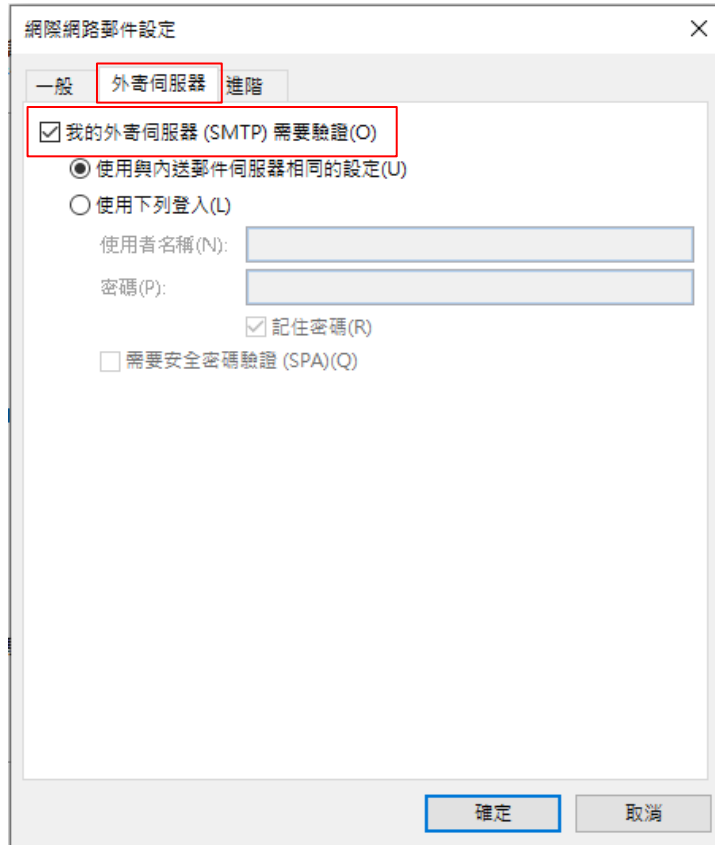 網際網路郵件設定
一般 外寄伺服器 進階
我的外寄伺服器 (SMTP) 需要驗證(O)
使用與內送郵件伺服器相同的設定(U)
使用下列登入(L)
使用者名稱(N):
密碼(P):
記住密碼(R)
需要安全密碼驗證 (SPA)(Q)
確定 取消